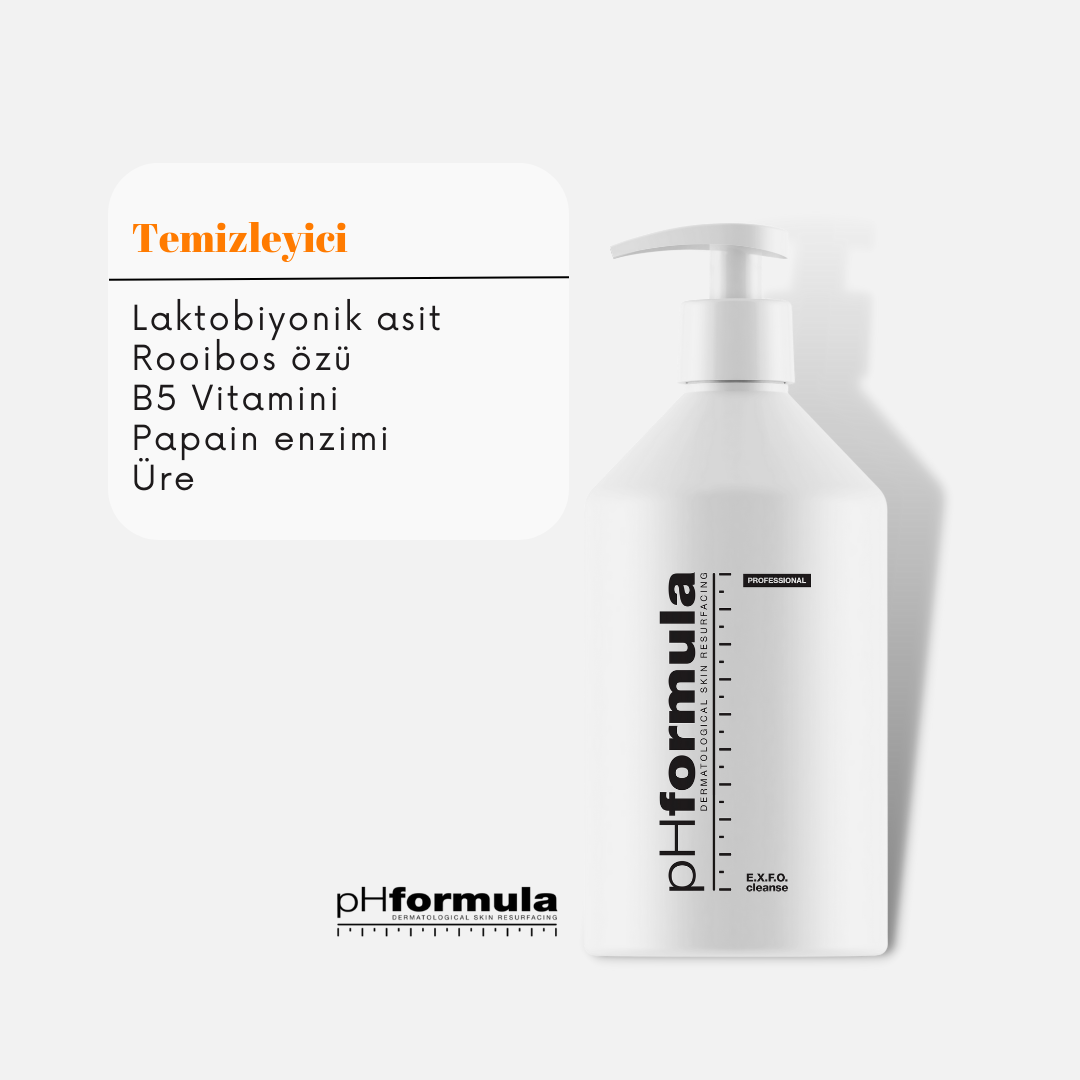 Temizleyici
Laktobiyonik asit
Rooibos özü
B5 Vitamini
Papain enzimi
Üre
pHformula
DERMATOLOGICAL SKIN RESURFACING
PROFESSIONAL
E.X.F.O.
cleanse
pHformula
DERMATOLOGICAL SKIN RESURFACING